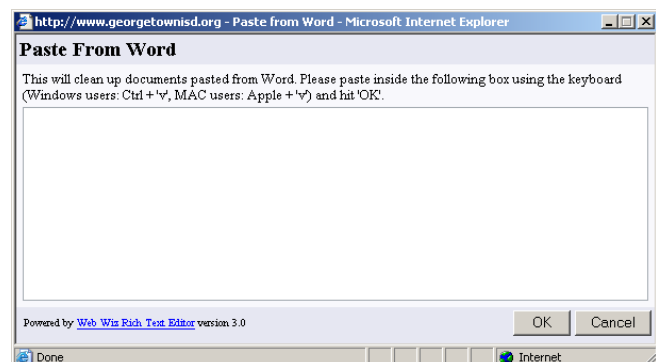 http://www.georgetownisd.org - Paste from Word - Microsoft Internet Explorer
Paste From Word
This will clean up documents pasted from Word. Please paste inside the following box using the keyboard
(Windows users: Ctrl + 'v', MAC users: Apple + 'v') and hit 'OK'.
Powered by Web Wiz Rich Text Editor version 3.0
OK Cancel
Done Internet